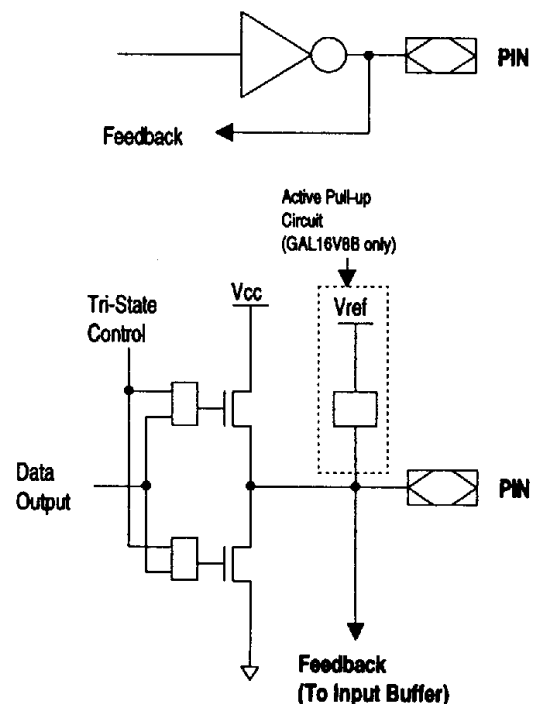 PIN
Feedback
Active Pull-up
Circuit
(GAL16V8B only)
Tri-State
Control
Vcc
Vref
Data
Output
PIN
Feedback
(To Input Buffer)